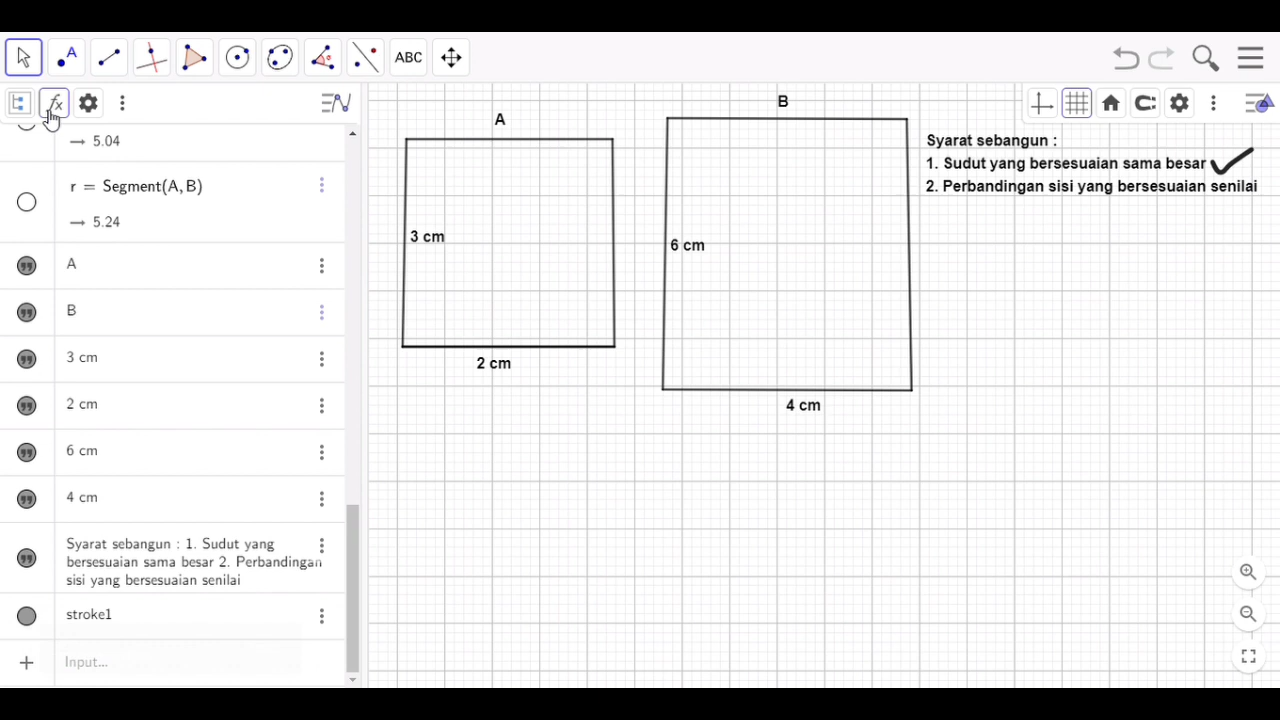 A
ABC
fx
→ 5.04
r = Segment(A, B)
→ 5.24
A
B
3 cm
2 cm
6 cm
4 cm
Syarat sebangun : 1. Sudut yang
bersesuaian sama besar 2. Perbandingan
sisi yang bersesuaian senilai
stroke1
Input...
A
3 cm
2 cm
B
6 cm
4 cm
Syarat sebangun :
1. Sudut yang bersesuaian sama besar
2. Perbandingan sisi yang bersesuaian senilai